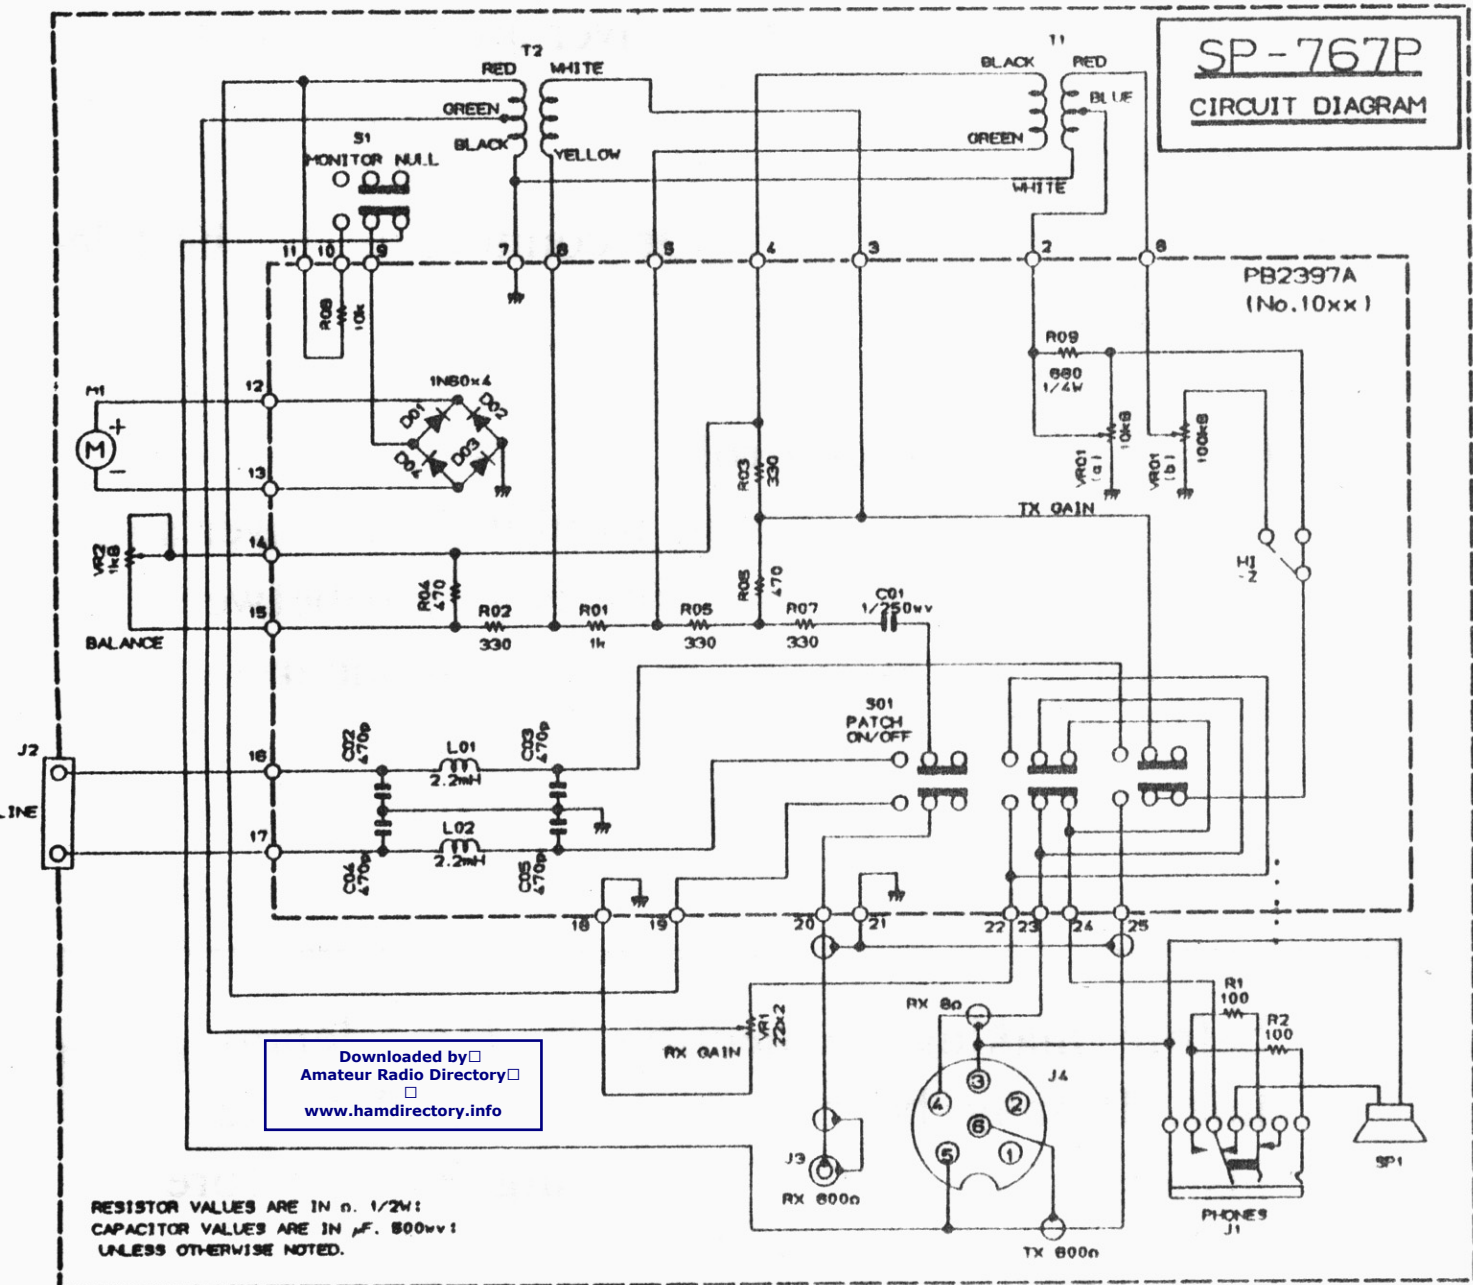 SP-767P
CIRCUIT DIAGRAM
T2
RED WHITE
GREEN
BLACK YELLOW
T1
BLACK RED
BLUE
GREEN
WHITE
S1
MONITOR NULL
11 10 9 7 8 5 4 3 2 6
PB2397A
(No.10xx)
R08
10k
R09
680
1/4W
M1
+
M
-
12
13
1N60×4
D01
D02
D04
D03
R03
330
VR01
(a)
10kB
VR01
(b)
100kB
TX GAIN
HI
-Z
VR2
1kB
14
15
BALANCE
R04
470
R02
330
R01
1k
R05
330
R06
470
R07
330
C01
1/250wv
S01
PATCH
ON/OFF
J2
LINE
16
17
C02
470p
L01
2.2mH
C03
470p
C04
470p
L02
2.2mH
C05
470p
18 19 20 21 22 23 24 25
RX GAIN
VR1
22×2
RX 8Ω
J4
3
4
2
6
5
1
J3
RX 600Ω
TX 600Ω
R1
100
R2
100
PHONES
J1
SP1
Downloaded by
Amateur Radio Directory
www.hamdirectory.info
RESISTOR VALUES ARE IN Ω. 1/2W:
CAPACITOR VALUES ARE IN μF. 500wv:
UNLESS OTHERWISE NOTED.